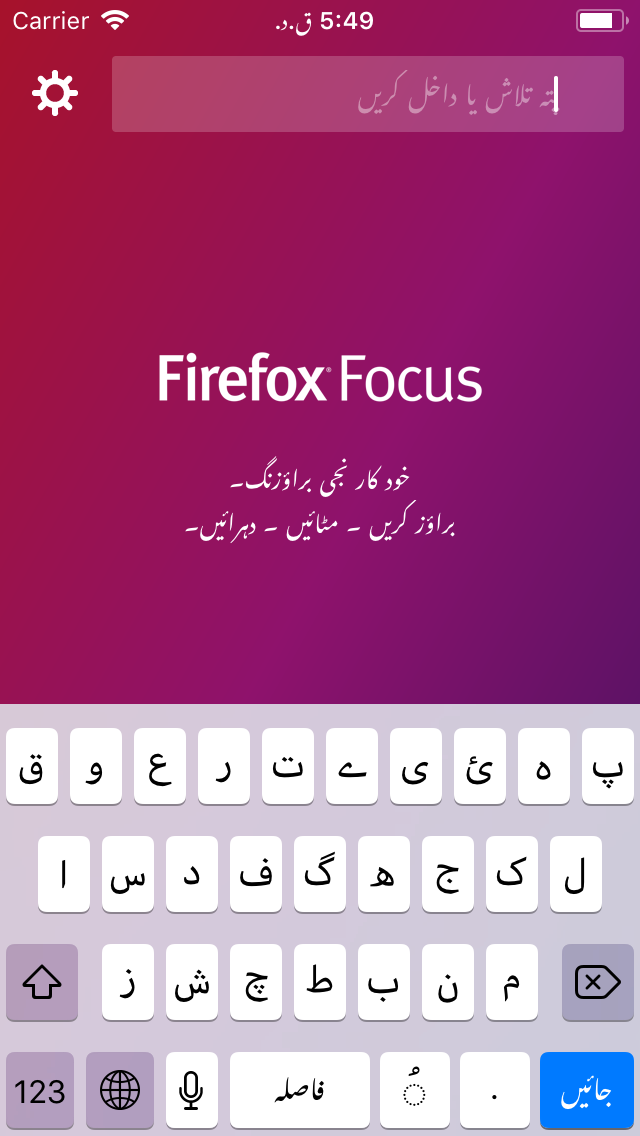 Carrier 5:49 ق.د.
پتہ تلاش یا داخل کریں
Firefox Focus
خود کار نجی براؤزنگ۔
براؤز کریں ۔ مٹائیں ۔ دہرائیں۔
ق و ع ر ت ے ی ئ ہ پ
ا س د ف گ ھ ج ک ل
ز ش چ ط ب ن م
123 فاصلہ ُ . جائیں